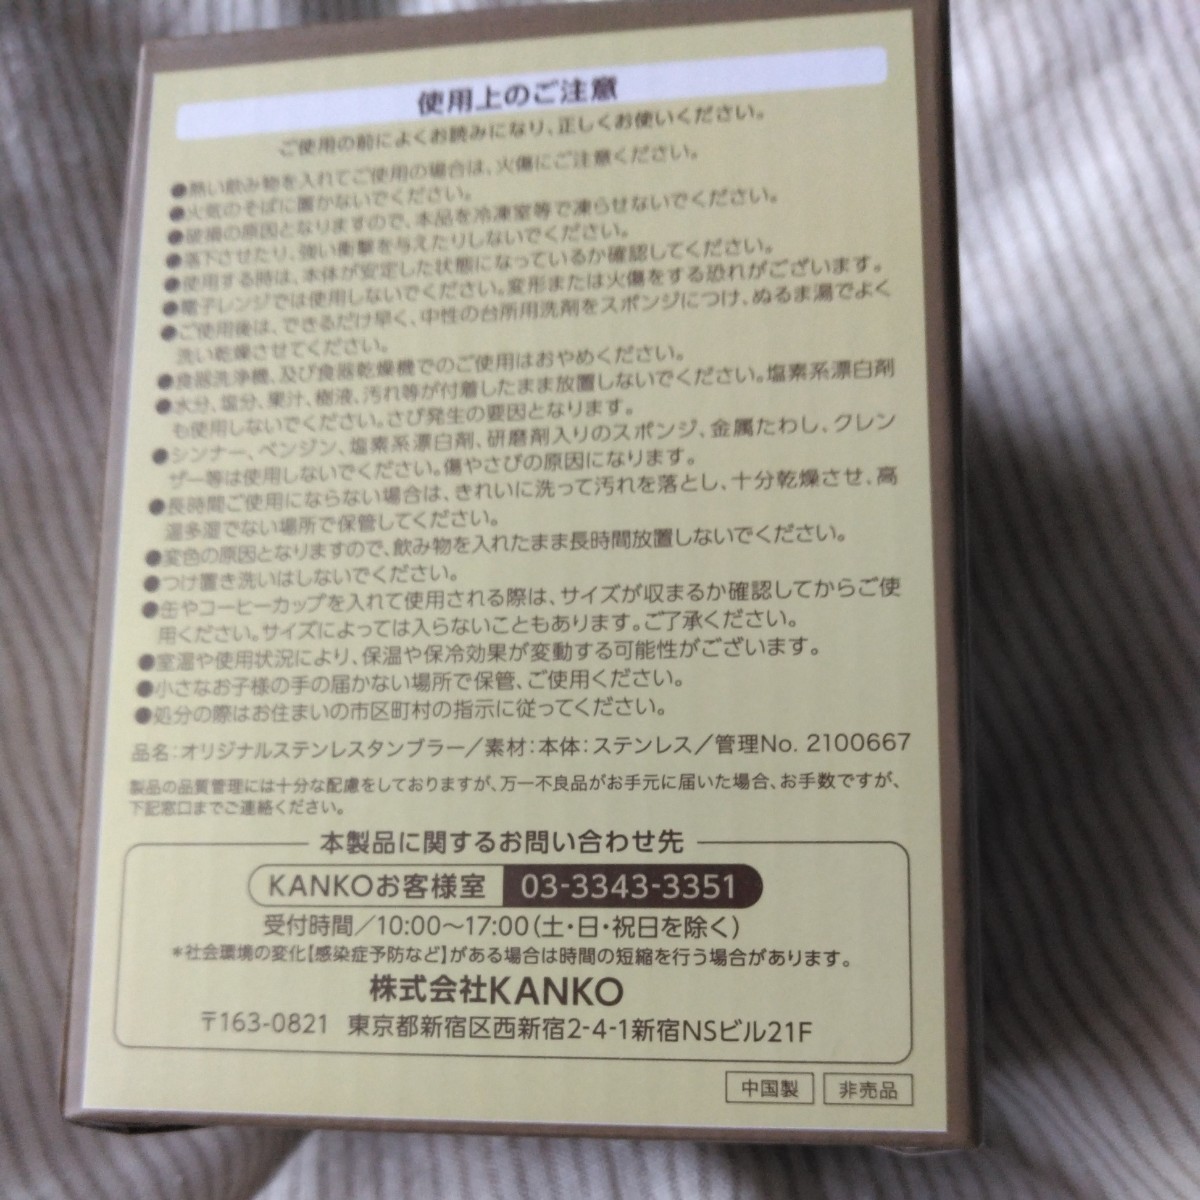 使用上のご注意
ご使用の前によくお読みになり、正しくお使いください。
●熱い飲み物を入れてご使用の場合は、火傷にご注意ください。
●火気のそばに置かないでください。
●破損の原因となりますので、本品を冷凍室等で凍らせないでください。
●落下させたり、強い衝撃を与えたりしないでください。
●使用する時は、本体が安定した状態になっているか確認してください。
●電子レンジでは使用しないでください。変形または火傷をする恐れがございます。
●ご使用後は、できるだけ早く、中性の台所用洗剤をスポンジにつけ、ぬるま湯でよく
洗い乾燥させてください。
●食器洗浄機、及び食器乾燥機でのご使用はおやめください。
●水分、塩分、果汁、樹液、汚れ等が付着したまま放置しないでください。塩素系漂白剤
も使用しないでください。さび発生の要因となります。
●シンナー、ベンジン、塩素系漂白剤、研磨剤入りのスポンジ、金属たわし、クレン
ザー等は使用しないでください。傷やさびの原因になります。
●長時間ご使用にならない場合は、きれいに洗って汚れを落とし、十分乾燥させ、高
温多湿でない場所で保管してください。
●変色の原因となりますので、飲み物を入れたまま長時間放置しないでください。
●つけ置き洗いはしないでください。
●缶やコーヒーカップを入れて使用される際は、サイズが収まるか確認してからご使
用ください。サイズによっては入らないこともあります。ご了承ください。
●室温や使用状況により、保温や保冷効果が変動する可能性がございます。
●小さなお子様の手の届かない場所で保管、ご使用ください。
●処分の際はお住まいの市区町村の指示に従ってください。
品名：オリジナルステンレスタンブラー／素材：本体：ステンレス／管理No. 2100667
製品の品質管理には十分な配慮をしておりますが、万一不良品がお手元に届いた場合、お手数ですが、
下記窓口までご連絡ください。
本製品に関するお問い合わせ先
KANKOお客様室 03-3343-3351
受付時間／10:00〜17:00（土・日・祝日を除く）
＊社会環境の変化【感染症予防など】がある場合は時間の短縮を行う場合があります。
株式会社KANKO
〒163-0821 東京都新宿区西新宿2-4-1新宿NSビル21F
中国製 非売品